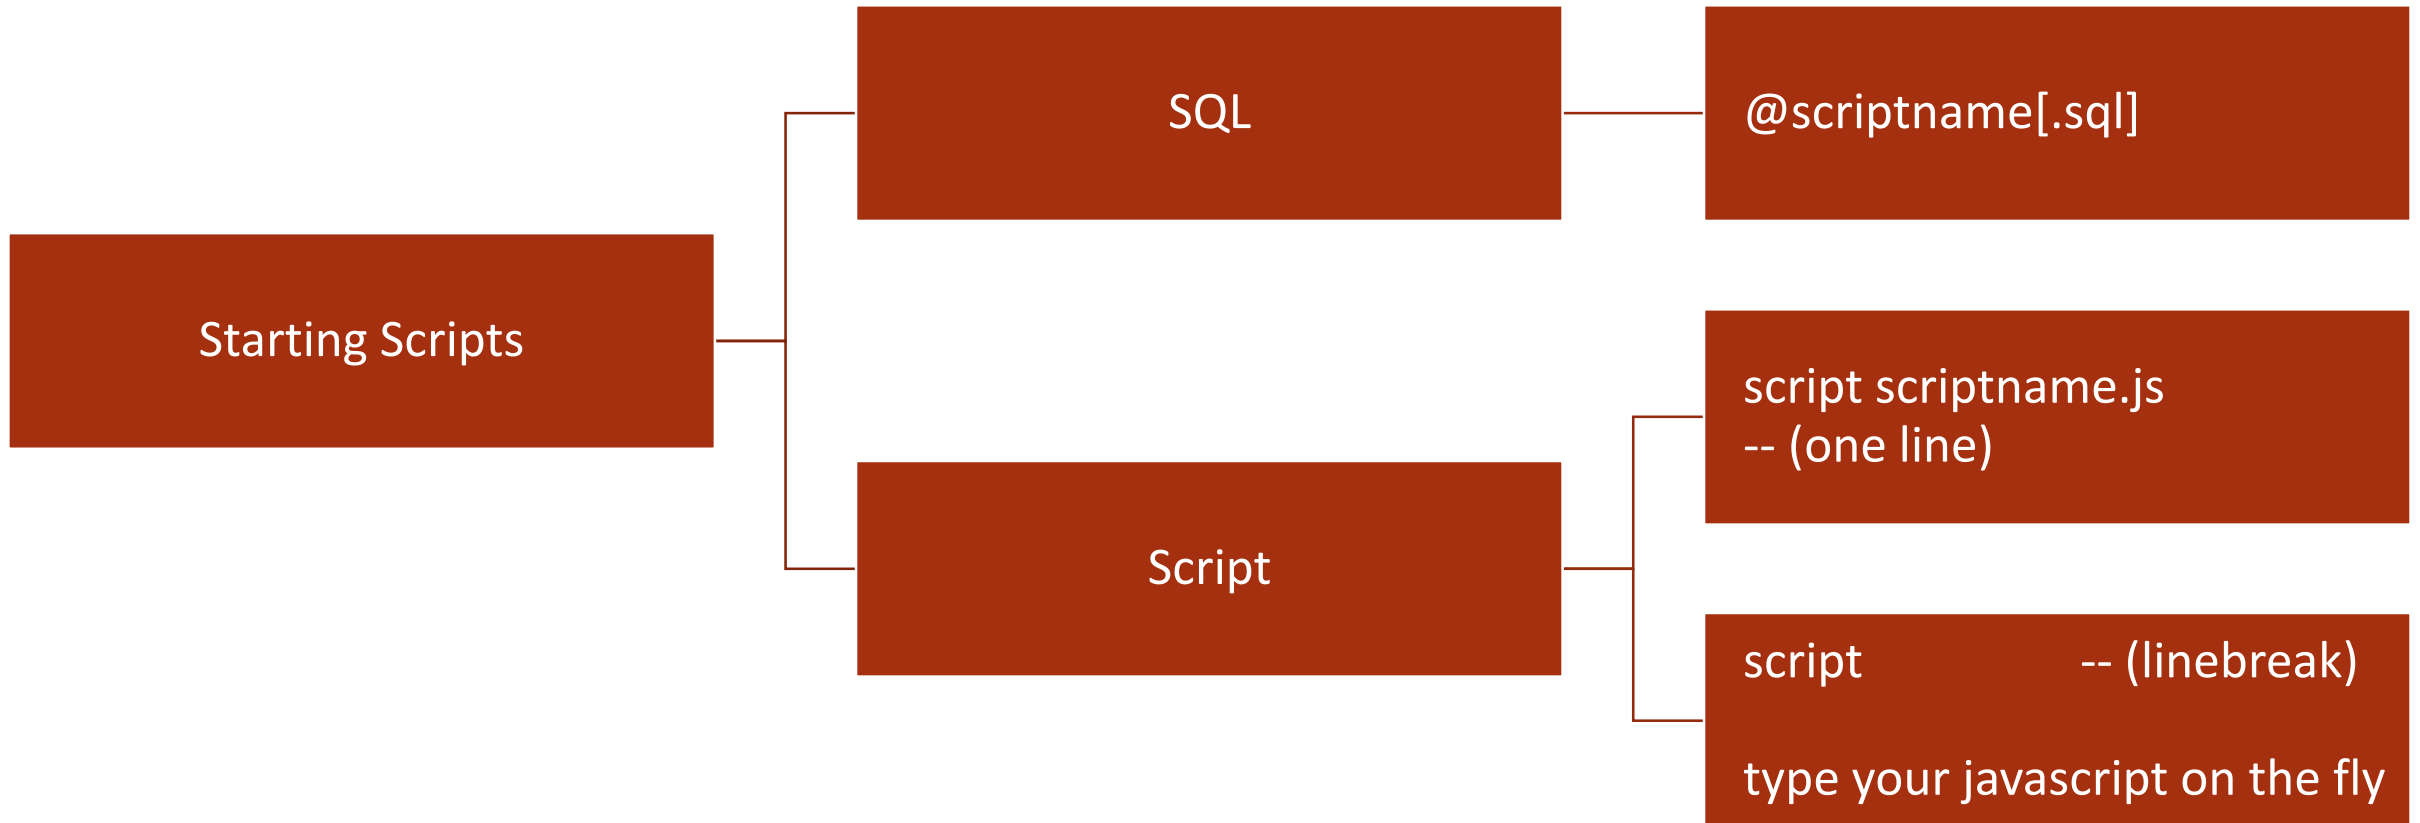 Starting Scripts
SQL
@scriptname[.sql]
Script
script scriptname.js
-- (one line)
script -- (linebreak)
type your javascript on the fly